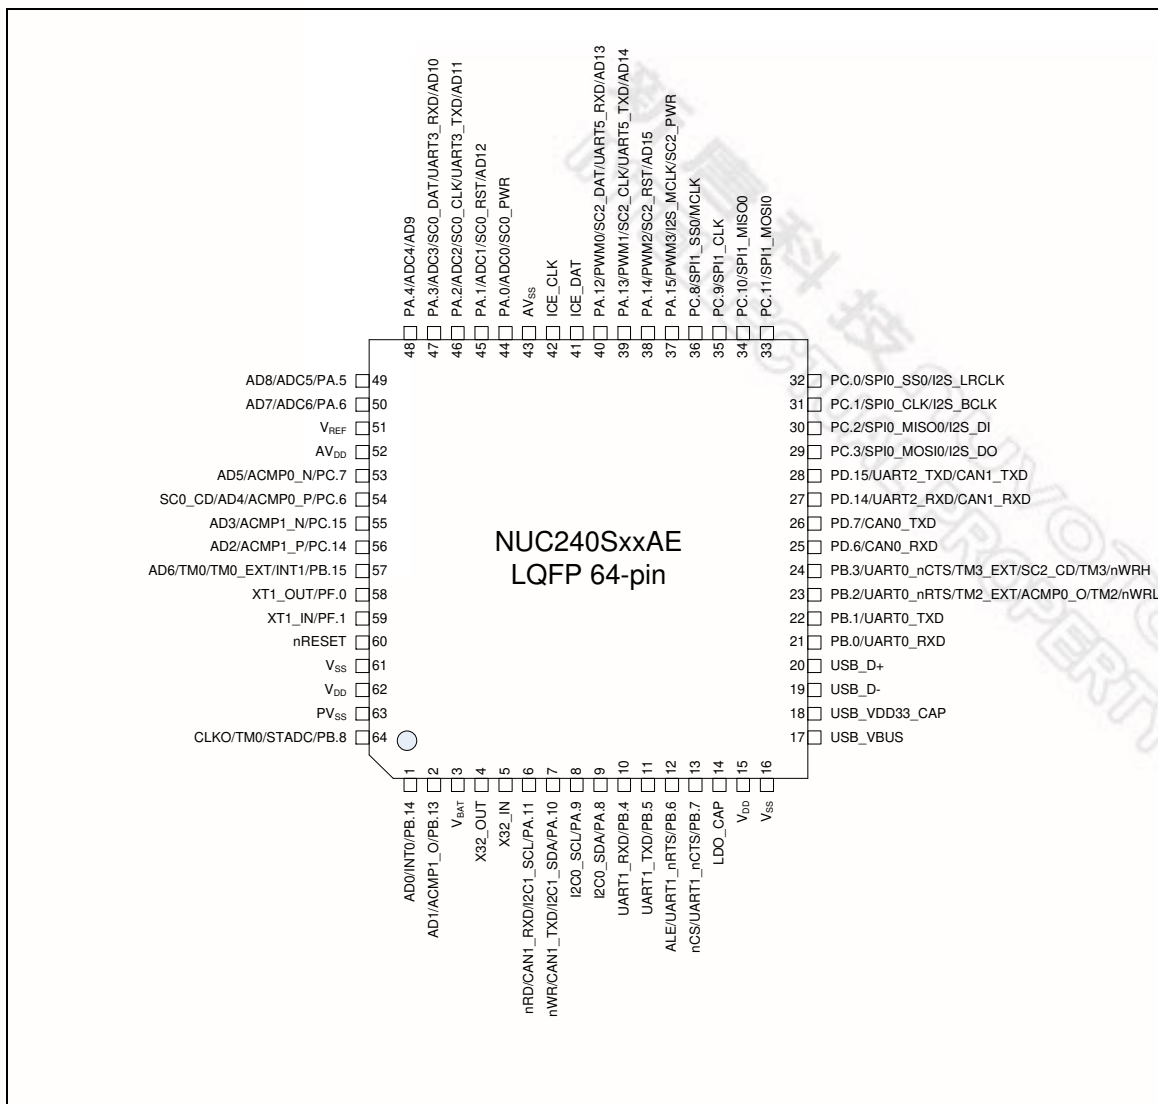 PA.4/ADC4/AD9
PA.3/ADC3/SC0_DAT/UART3_RXD/AD10
PA.2/ADC2/SC0_CLK/UART3_TXD/AD11
PA.1/ADC1/SC0_RST/AD12
PA.0/ADC0/SC0_PWR
AVSS
ICE_CLK
ICE_DAT
PA.12/PWM0/SC2_DAT/UART5_RXD/AD13
PA.13/PWM1/SC2_CLK/UART5_TXD/AD14
PA.14/PWM2/SC2_RST/AD15
PA.15/PWM3/I2S_MCLK/SC2_PWR
PC.8/SPI1_SS0/MCLK
PC.9/SPI1_CLK
PC.10/SPI1_MISO0
PC.11/SPI1_MOSI0
48 47 46 45 44 43 42 41 40 39 38 37 36 35 34 33
AD8/ADC5/PA.5 49
AD7/ADC6/PA.6 50
VREF 51
AVDD 52
AD5/ACMP0_N/PC.7 53
SC0_CD/AD4/ACMP0_P/PC.6 54
AD3/ACMP1_N/PC.15 55
AD2/ACMP1_P/PC.14 56
AD6/TM0/TM0_EXT/INT1/PB.15 57
XT1_OUT/PF.0 58
XT1_IN/PF.1 59
nRESET 60
VSS 61
VDD 62
PVSS 63
CLKO/TM0/STADC/PB.8 64
NUC240SxxAE
LQFP 64-pin
32 PC.0/SPI0_SS0/I2S_LRCLK
31 PC.1/SPI0_CLK/I2S_BCLK
30 PC.2/SPI0_MISO0/I2S_DI
29 PC.3/SPI0_MOSI0/I2S_DO
28 PD.15/UART2_TXD/CAN1_TXD
27 PD.14/UART2_RXD/CAN1_RXD
26 PD.7/CAN0_TXD
25 PD.6/CAN0_RXD
24 PB.3/UART0_nCTS/TM3_EXT/SC2_CD/TM3/nWRH
23 PB.2/UART0_nRTS/TM2_EXT/ACMP0_O/TM2/nWRL
22 PB.1/UART0_TXD
21 PB.0/UART0_RXD
20 USB_D+
19 USB_D-
18 USB_VDD33_CAP
17 USB_VBUS
1 2 3 4 5 6 7 8 9 10 11 12 13 14 15 16
AD0/INT0/PB.14
AD1/ACMP1_O/PB.13
VBAT
X32_OUT
X32_IN
nRD/CAN1_RXD/I2C1_SCL/PA.11
nWR/CAN1_TXD/I2C1_SDA/PA.10
I2C0_SCL/PA.9
I2C0_SDA/PA.8
UART1_RXD/PB.4
UART1_TXD/PB.5
ALE/UART1_nRTS/PB.6
nCS/UART1_nCTS/PB.7
LDO_CAP
VDD
VSS
新唐科技 NUVOTO
INTELLECTUAL PROPERTY